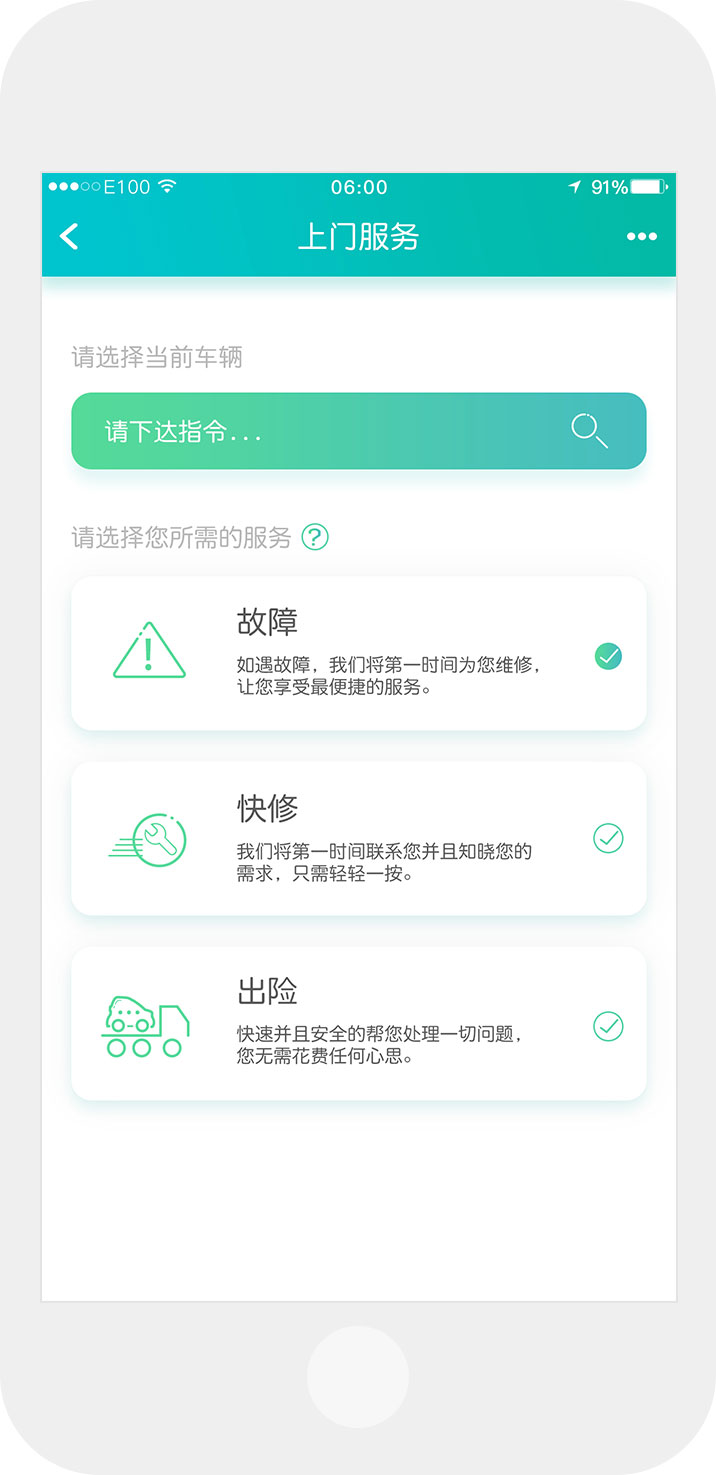 E100
06:00
91%
上门服务
请选择当前车辆
请下达指令...
请选择您所需的服务 ?
故障
如遇故障，我们将第一时间为您维修，
让您享受最便捷的服务。
快修
我们将第一时间联系您并且知晓您的
需求，只需轻轻一按。
出险
快速并且安全的帮您处理一切问题，
您无需花费任何心思。